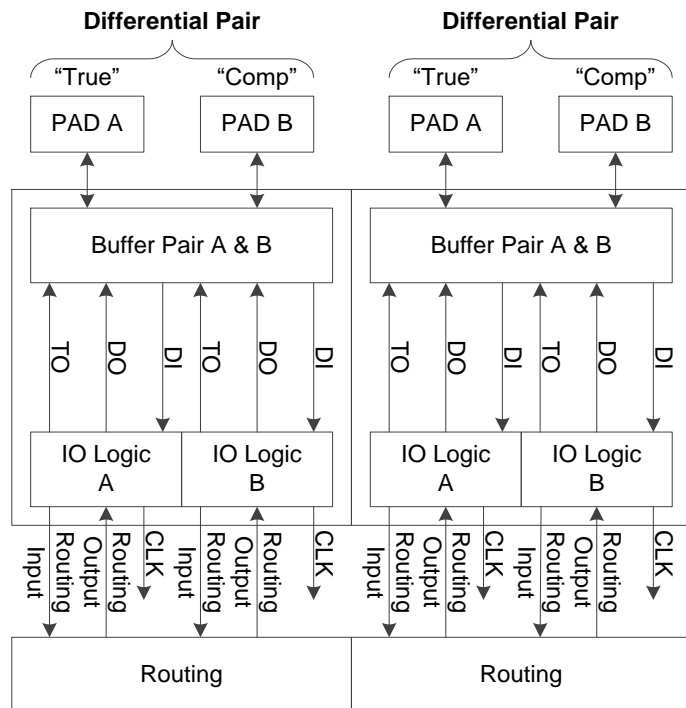 Differential Pair Differential Pair
“True” “Comp” “True” “Comp”
PAD A PAD B PAD A PAD B
Buffer Pair A & B Buffer Pair A & B
TO DO DI TO DO DI TO DO DI TO DO DI
IO Logic A
IO Logic B
IO Logic A
IO Logic B
Routing Input
Routing Output
CLK
Routing Input
Routing Output
CLK
Routing Input
Routing Output
CLK
Routing Input
Routing Output
CLK
Routing Routing